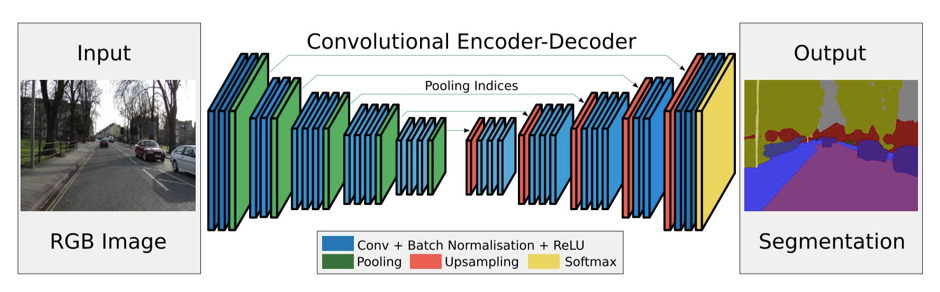 Input
RGB Image
Convolutional Encoder-Decoder
Pooling Indices
Conv + Batch Normalisation + ReLU
Pooling
Upsampling
Softmax
Output
Segmentation